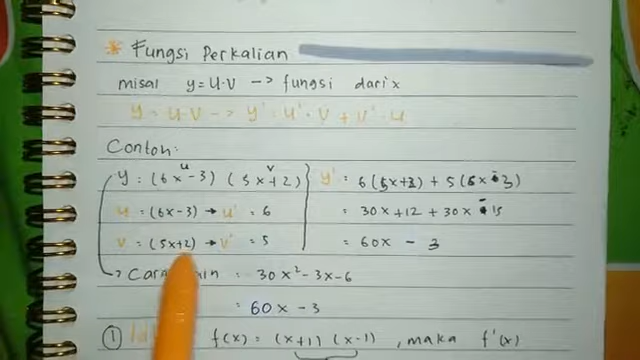 * Fungsi Perkalian
misal y = u.v -> fungsi dari x
y = u.v -> y' = u'.v + v'.u
Contoh:
u v
y = (6x-3) (5x+2)
y' = 6(5x+2) + 5(6x-3)
u = (6x-3) → u' = 6
= 30x+12 + 30x - 15
v = (5x+2) → v' = 5
= 60x - 3
= 30x² - 3x - 6
= 60x - 3
① f(x) = (x+1) (x-1), maka f'(x)